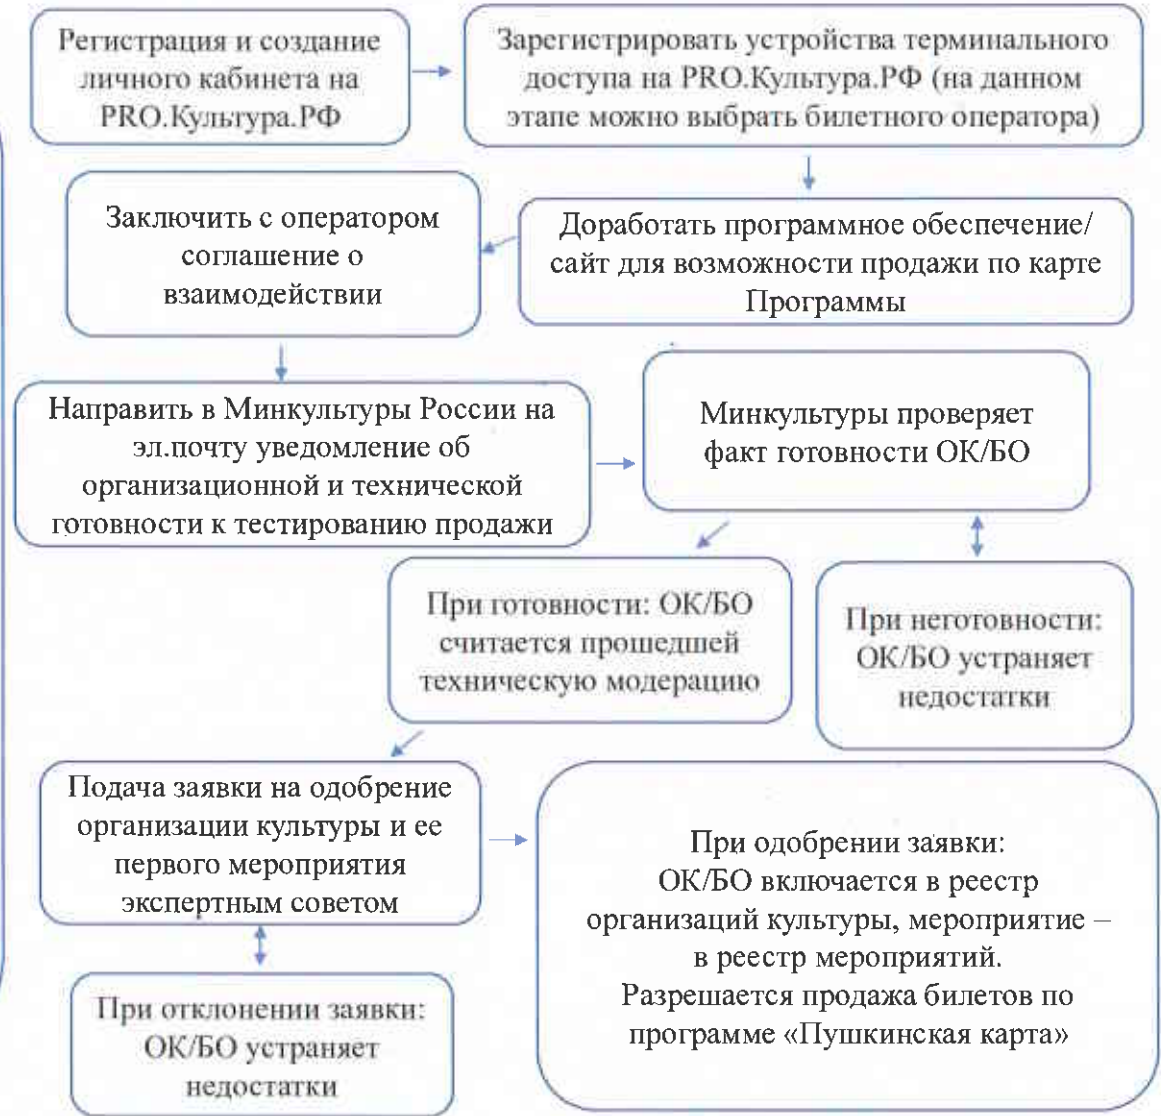 Регистрация и создание
личного кабинета на
PRO.Культура.РФ
Зарегистрировать устройства терминального
доступа на PRO.Культура.РФ (на данном
этапе можно выбрать билетного оператора)
Доработать программное обеспечение/
сайт для возможности продажи по карте
Программы
Заключить с оператором
соглашение о
взаимодействии
Направить в Минкультуры России на
эл.почту уведомление об
организационной и технической
готовности к тестированию продажи
Минкультуры проверяет
факт готовности ОК/БО
При готовности: ОК/БО
считается прошедшей
техническую модерацию
При неготовности:
ОК/БО устраняет
недостатки
Подача заявки на одобрение
организации культуры и ее
первого мероприятия
экспертным советом
При одобрении заявки:
ОК/БО включается в реестр
организаций культуры, мероприятие –
в реестр мероприятий.
Разрешается продажа билетов по
программе «Пушкинская карта»
При отклонении заявки:
ОК/БО устраняет
недостатки